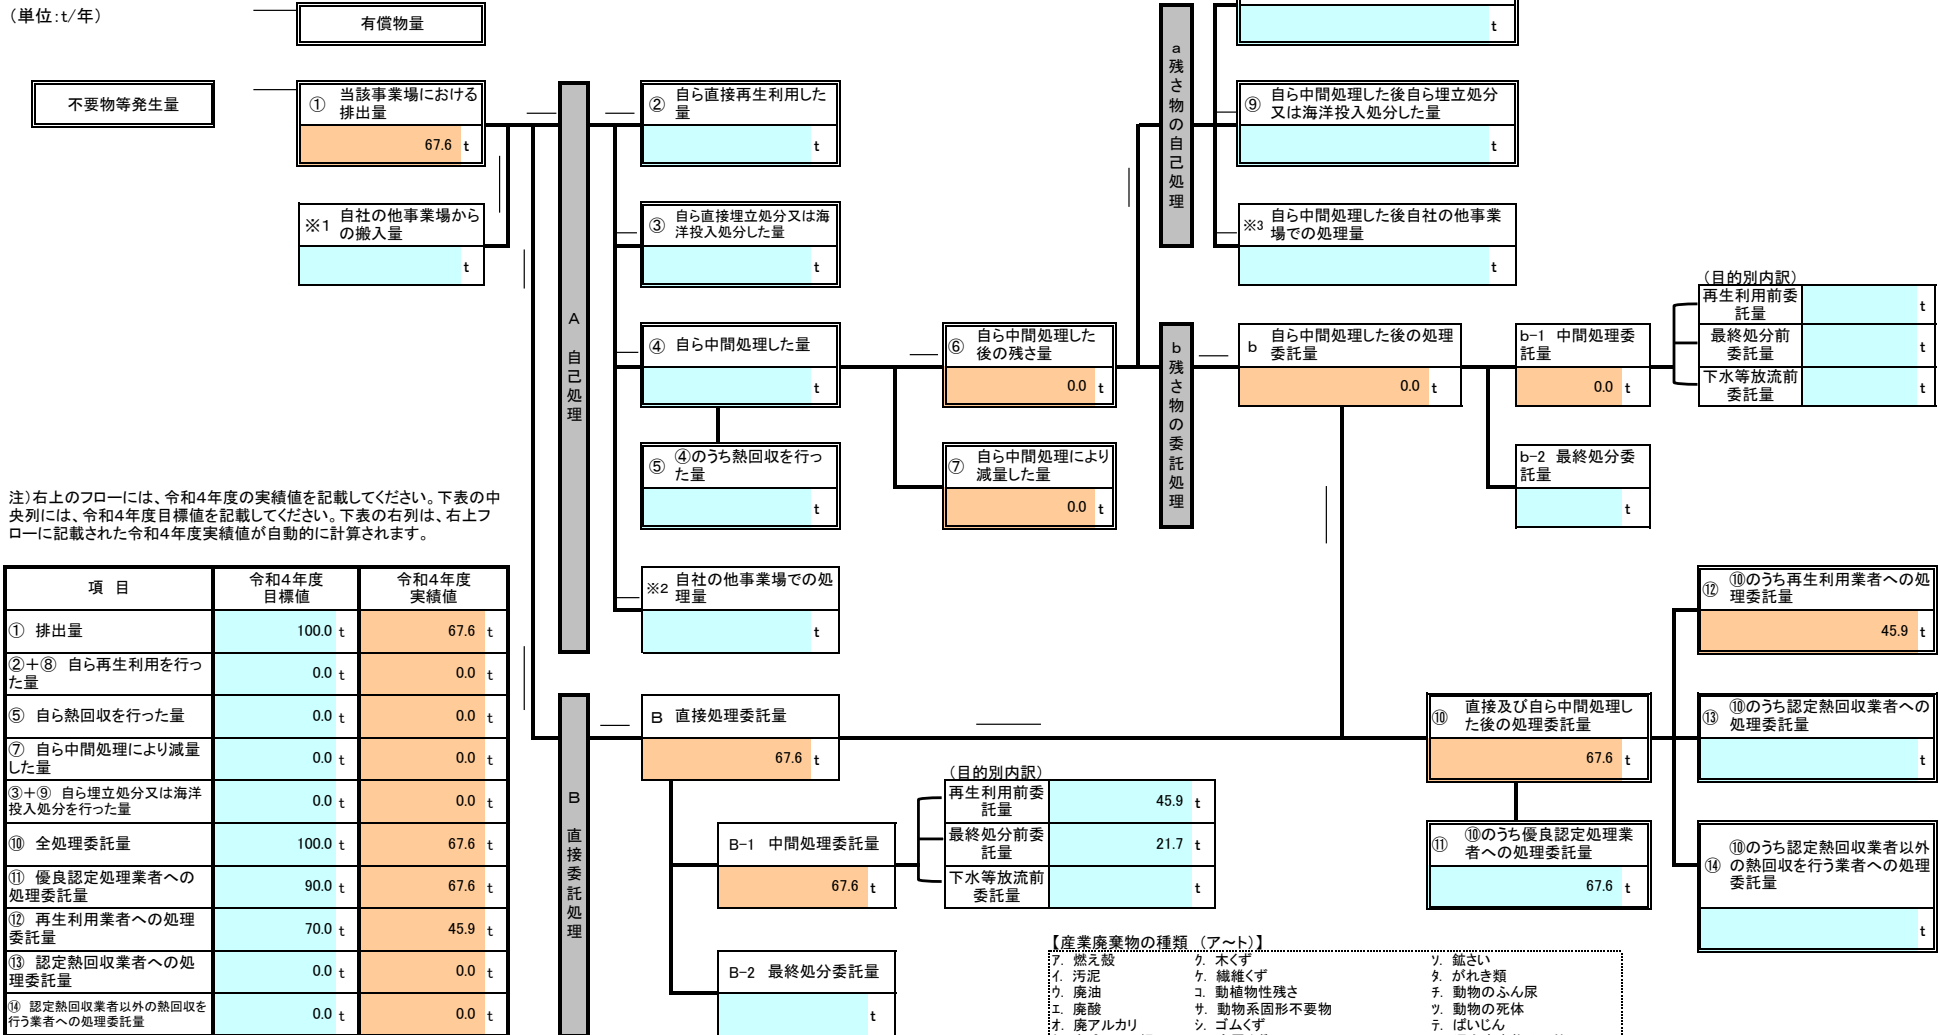 (単位:t/年)
有償物量
t
不要物等発生量
① 当該事業場における
排出量
67.6 t
② 自ら直接再生利用した
量
t
⑨ 自ら中間処理した後自ら埋立処分
又は海洋投入処分した量
t
a 残さ物の自己処理
※1 自社の他事業場から
の搬入量
t
③ 自ら直接埋立処分又は海
洋投入処分した量
t
※3 自ら中間処理した後自社の他事業
場での処理量
t
A 自己処理
④ 自ら中間処理した量
t
⑥ 自ら中間処理した
後の残さ量
0.0 t
b 残さ物の委託処理
b 自ら中間処理した後の処理
委託量
0.0 t
b-1 中間処理委
託量
0.0 t
(目的別内訳)
再生利用前委
託量
t
最終処分前
委託量
t
下水等放流前
委託量
t
⑤ ④のうち熱回収を行っ
た量
t
⑦ 自ら中間処理により
減量した量
0.0 t
b-2 最終処分委
託量
t
注)右上のフローには、令和4年度の実績値を記載してください。下表の中
央列には、令和4年度目標値を記載してください。下表の右列は、右上フ
ローに記載された令和4年度実績値が自動的に計算されます。
※2 自社の他事業場での処
理量
t
項 目 令和4年度
目標値 令和4年度
実績値
① 排出量 100.0 t 67.6 t
②+⑧ 自ら再生利用を行っ
た量 0.0 t 0.0 t
⑤ 自ら熱回収を行った量 0.0 t 0.0 t
⑦ 自ら中間処理により減量
した量 0.0 t 0.0 t
③+⑨ 自ら埋立処分又は海洋
投入処分を行った量 0.0 t 0.0 t
⑩ 全処理委託量 100.0 t 67.6 t
⑪ 優良認定処理業者への
処理委託量 90.0 t 67.6 t
⑫ 再生利用業者への処理
委託量 70.0 t 45.9 t
⑬ 認定熱回収業者への処
理委託量 0.0 t 0.0 t
⑭ 認定熱回収業者以外の熱回収を
行う業者への処理委託量 0.0 t 0.0 t
B 直接委託処理
B 直接処理委託量
67.6 t
B-1 中間処理委託量
67.6 t
(目的別内訳)
再生利用前委
託量 45.9 t
最終処分前委
託量 21.7 t
下水等放流前
委託量 t
B-2 最終処分委託量
t
⑩ 直接及び自ら中間処理し
た後の処理委託量
67.6 t
⑪ ⑩のうち優良認定処理業
者への処理委託量
67.6 t
⑫ ⑩のうち再生利用業者への処
理委託量
45.9 t
⑬ ⑩のうち認定熱回収業者への
処理委託量
t
⑭ ⑩のうち認定熱回収業者以外
の熱回収を行う業者への処理
委託量
t
【産業廃棄物の種類 (ア~ト)】
ア. 燃え殻 ク. 木くず ソ. 鉱さい
イ. 汚泥 ケ. 繊維くず タ. がれき類
ウ. 廃油 コ. 動植物性残さ チ. 動物のふん尿
エ. 廃酸 サ. 動物系固形不要物 ツ. 動物の死体
オ. 廃アルカリ シ. ゴムくず テ. ばいじん